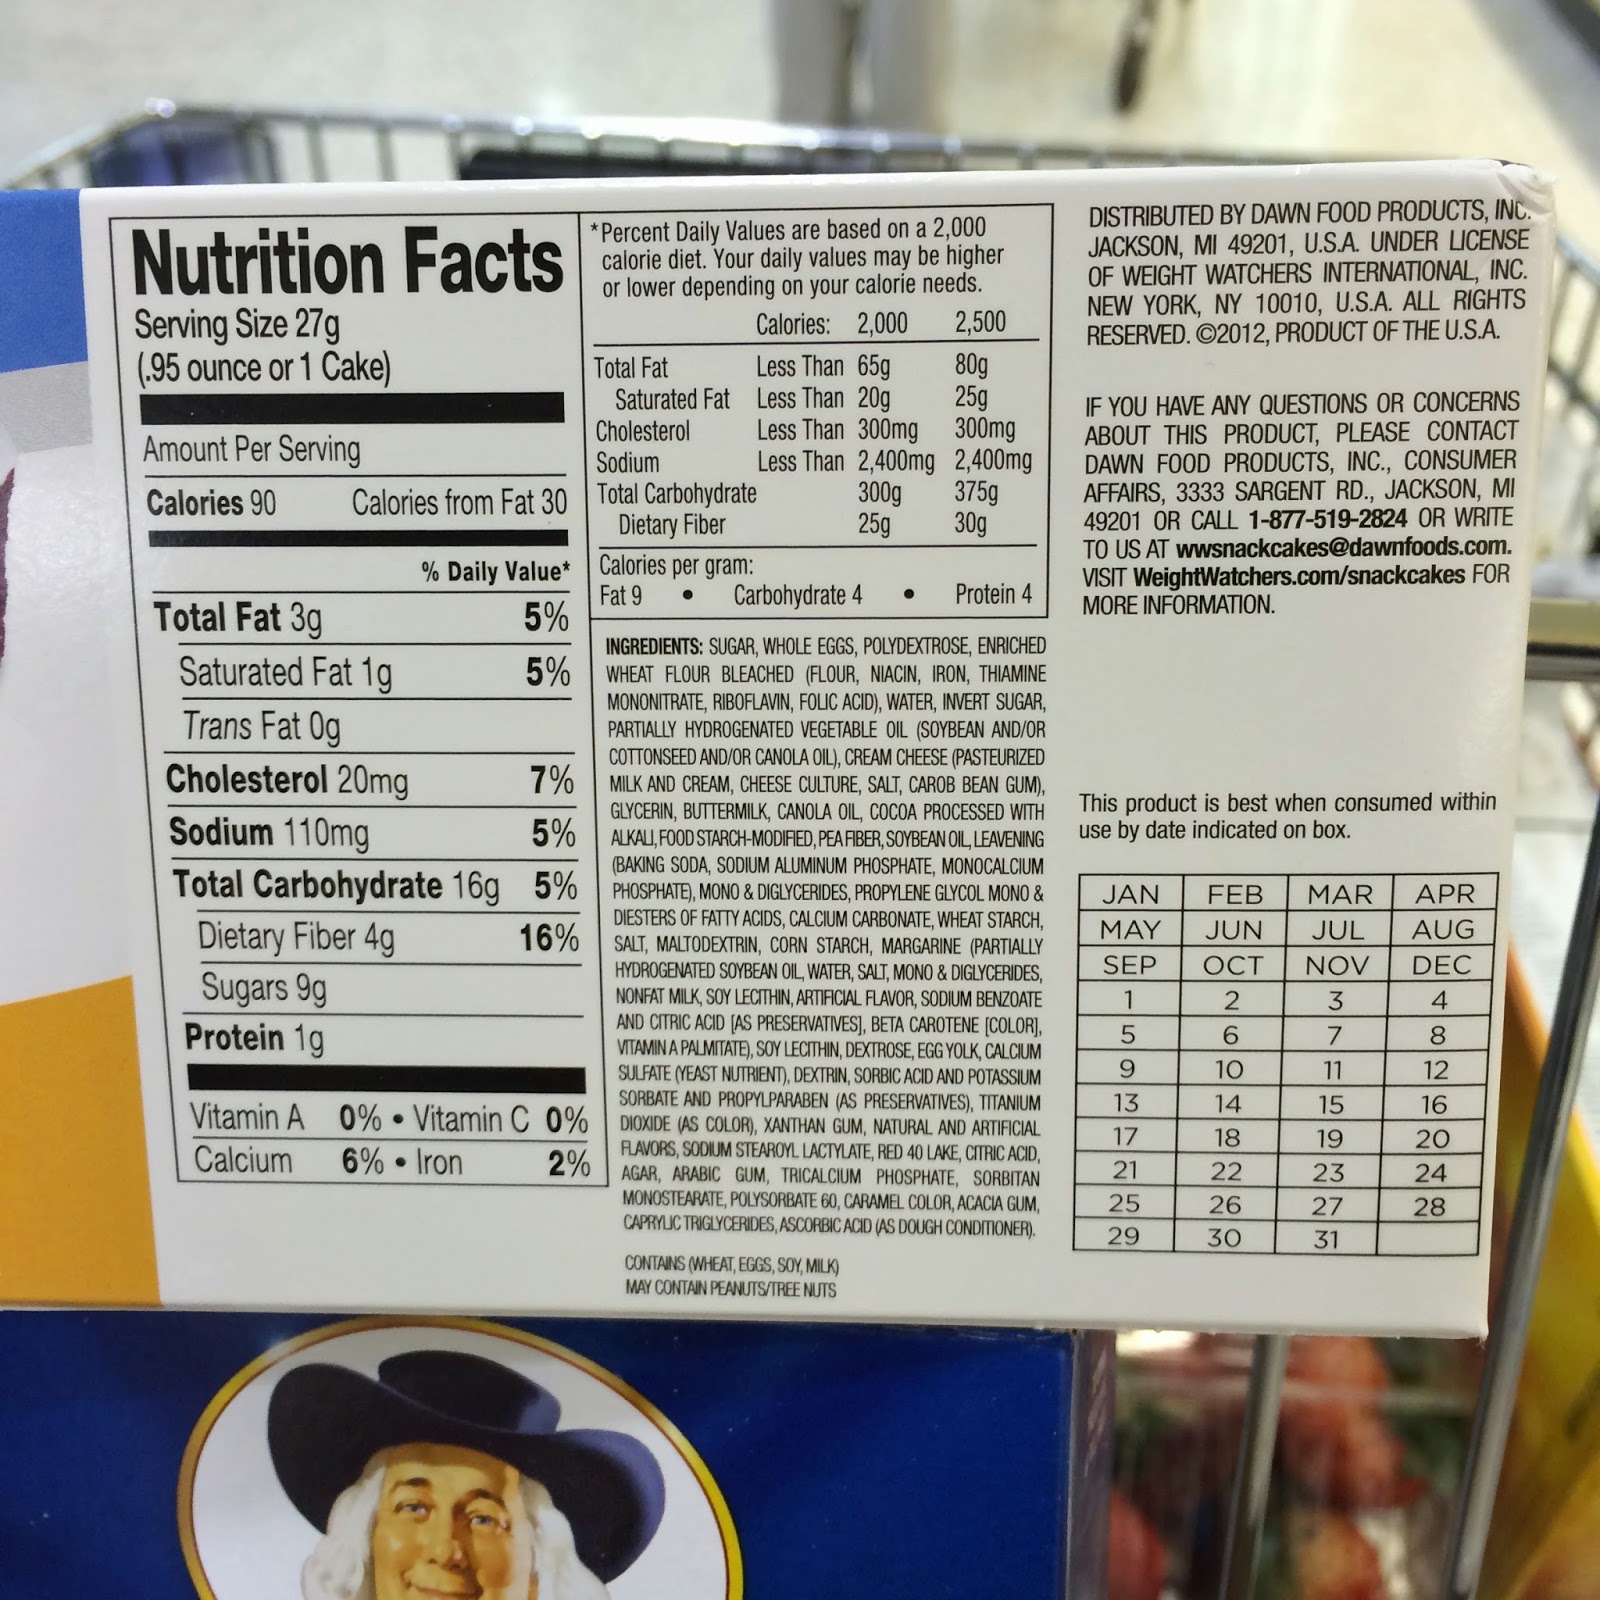 Nutrition Facts
Serving Size 27g
(.95 ounce or 1 Cake)
Amount Per Serving
Calories 90 Calories from Fat 30
% Daily Value*
Total Fat 3g 5%
Saturated Fat 1g 5%
Trans Fat 0g
Cholesterol 20mg 7%
Sodium 110mg 5%
Total Carbohydrate 16g 5%
Dietary Fiber 4g 16%
Sugars 9g
Protein 1g
Vitamin A 0% • Vitamin C 0%
Calcium 6% • Iron 2%
*Percent Daily Values are based on a 2,000
calorie diet. Your daily values may be higher
or lower depending on your calorie needs.
Calories: 2,000 2,500
Total Fat Less Than 65g 80g
Saturated Fat Less Than 20g 25g
Cholesterol Less Than 300mg 300mg
Sodium Less Than 2,400mg 2,400mg
Total Carbohydrate 300g 375g
Dietary Fiber 25g 30g
Calories per gram:
Fat 9 • Carbohydrate 4 • Protein 4
INGREDIENTS: SUGAR, WHOLE EGGS, POLYDEXTROSE, ENRICHED
WHEAT FLOUR BLEACHED (FLOUR, NIACIN, IRON, THIAMINE
MONONITRATE, RIBOFLAVIN, FOLIC ACID), WATER, INVERT SUGAR,
PARTIALLY HYDROGENATED VEGETABLE OIL (SOYBEAN AND/OR
COTTONSEED AND/OR CANOLA OIL), CREAM CHEESE (PASTEURIZED
MILK AND CREAM, CHEESE CULTURE, SALT, CAROB BEAN GUM),
GLYCERIN, BUTTERMILK, CANOLA OIL, COCOA PROCESSED WITH
ALKALI, FOOD STARCH-MODIFIED, PEA FIBER, SOYBEAN OIL, LEAVENING
(BAKING SODA, SODIUM ALUMINUM PHOSPHATE, MONOCALCIUM
PHOSPHATE), MONO & DIGLYCERIDES, PROPYLENE GLYCOL MONO &
DIESTERS OF FATTY ACIDS, CALCIUM CARBONATE, WHEAT STARCH,
SALT, MALTODEXTRIN, CORN STARCH, MARGARINE (PARTIALLY
HYDROGENATED SOYBEAN OIL, WATER, SALT, MONO & DIGLYCERIDES,
NONFAT MILK, SOY LECITHIN, ARTIFICIAL FLAVOR, SODIUM BENZOATE
AND CITRIC ACID [AS PRESERVATIVES], BETA CAROTENE [COLOR],
VITAMIN A PALMITATE), SOY LECITHIN, DEXTROSE, EGG YOLK, CALCIUM
SULFATE (YEAST NUTRIENT), DEXTRIN, SORBIC ACID AND POTASSIUM
SORBATE AND PROPYLPARABEN (AS PRESERVATIVES), TITANIUM
DIOXIDE (AS COLOR), XANTHAN GUM, NATURAL AND ARTIFICIAL
FLAVORS, SODIUM STEAROYL LACTYLATE, RED 40 LAKE, CITRIC ACID,
AGAR, ARABIC GUM, TRICALCIUM PHOSPHATE, SORBITAN
MONOSTEARATE, POLYSORBATE 60, CARAMEL COLOR, ACACIA GUM,
CAPRYLIC TRIGLYCERIDES, ASCORBIC ACID (AS DOUGH CONDITIONER).
CONTAINS (WHEAT, EGGS, SOY, MILK)
MAY CONTAIN PEANUTS/TREE NUTS
DISTRIBUTED BY DAWN FOOD PRODUCTS, INC.
JACKSON, MI 49201, U.S.A. UNDER LICENSE
OF WEIGHT WATCHERS INTERNATIONAL, INC.
NEW YORK, NY 10010, U.S.A. ALL RIGHTS
RESERVED. ©2012, PRODUCT OF THE U.S.A.
IF YOU HAVE ANY QUESTIONS OR CONCERNS
ABOUT THIS PRODUCT, PLEASE CONTACT
DAWN FOOD PRODUCTS, INC., CONSUMER
AFFAIRS, 3333 SARGENT RD., JACKSON, MI
49201 OR CALL 1-877-519-2824 OR WRITE
TO US AT wwsnackcakes@dawnfoods.com.
VISIT WeightWatchers.com/snackcakes FOR
MORE INFORMATION.
This product is best when consumed within
use by date indicated on box.
JAN FEB MAR APR
MAY JUN JUL AUG
SEP OCT NOV DEC
1 2 3 4
5 6 7 8
9 10 11 12
13 14 15 16
17 18 19 20
21 22 23 24
25 26 27 28
29 30 31